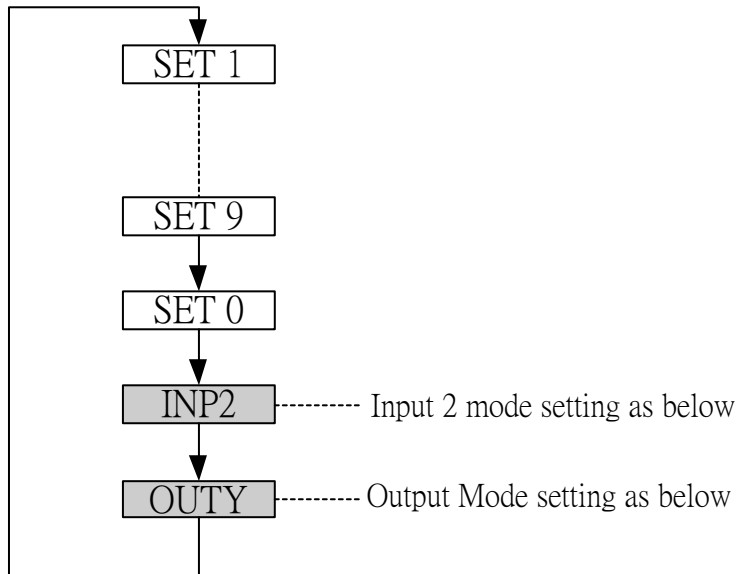 SET 1
SET 9
SET 0
INP2
Input 2 mode setting as below
OUTY
Output Mode setting as below